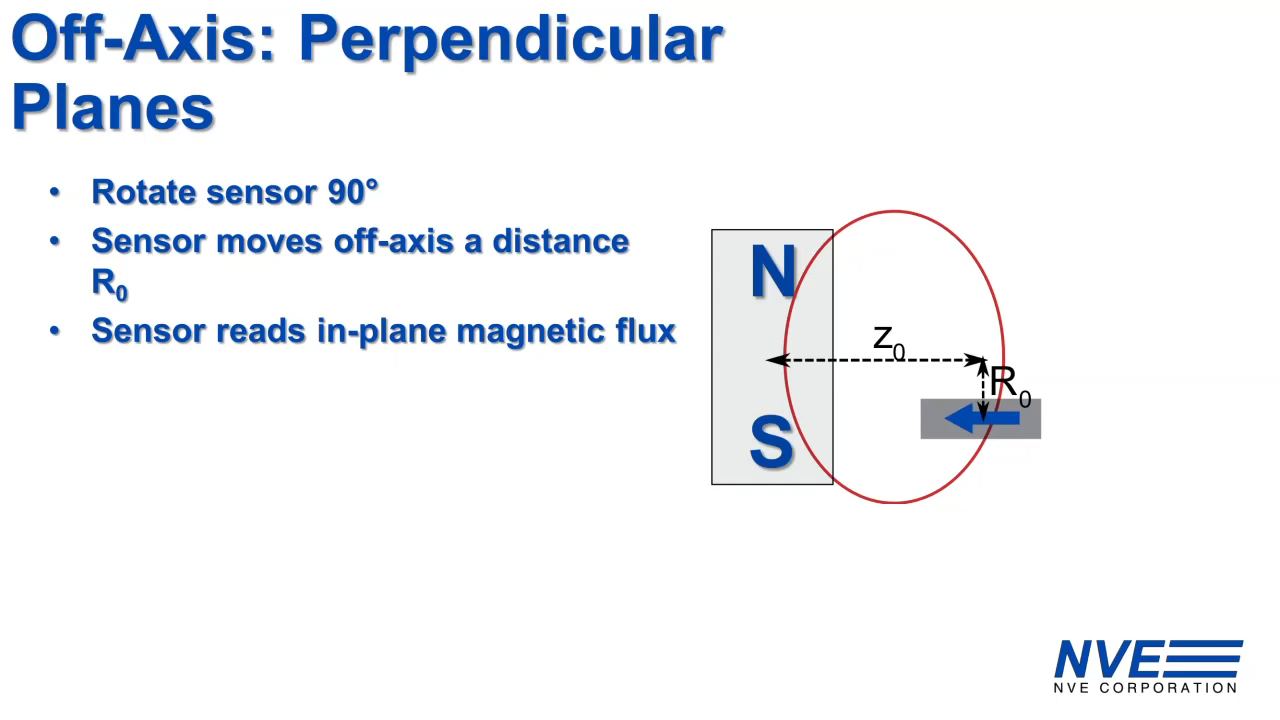 Off-Axis: Perpendicular
Planes
• Rotate sensor 90°
• Sensor moves off-axis a distance
R₀
• Sensor reads in-plane magnetic flux
N
z₀
R₀
S
NVE
NVE CORPORATION